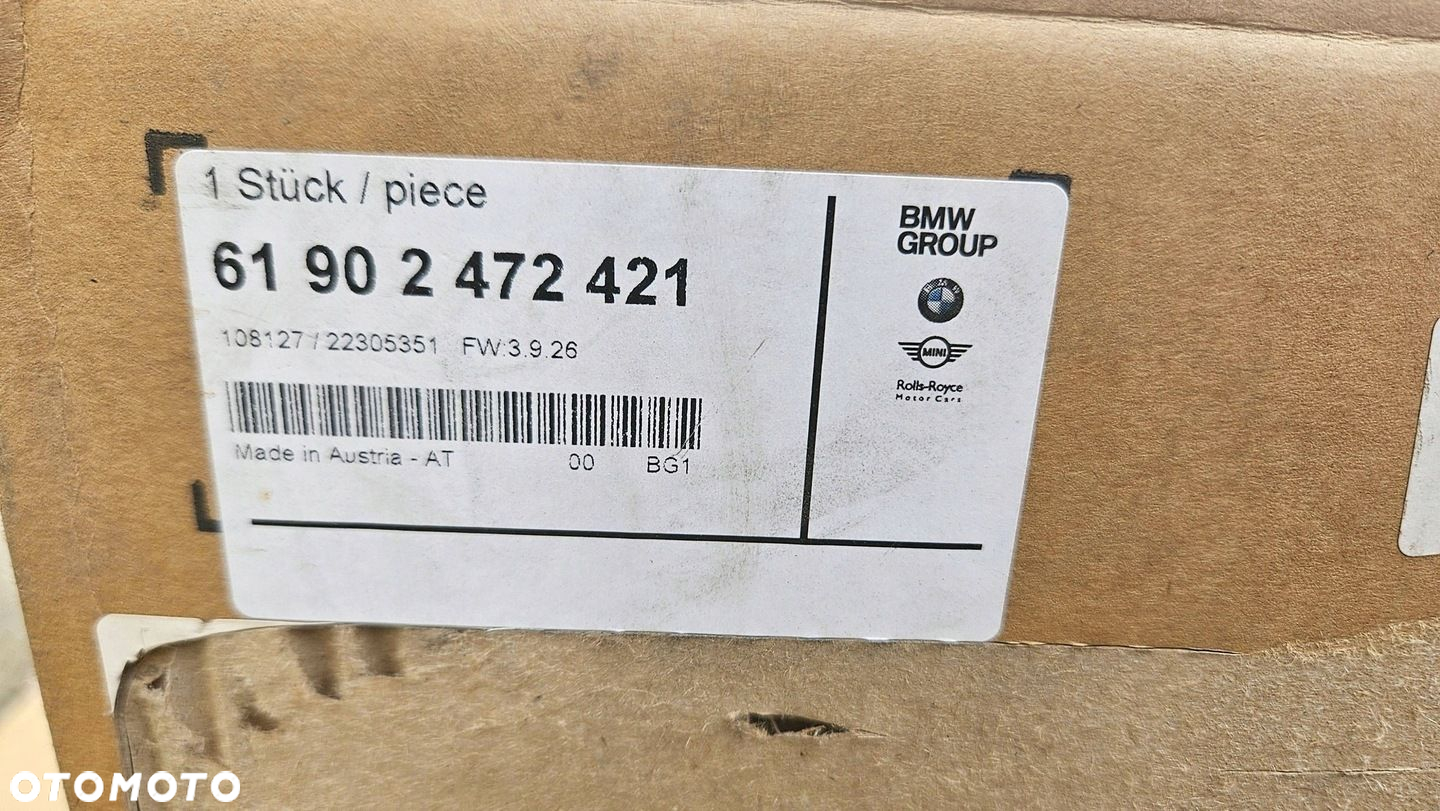 1 Stück / piece
61 90 2 472 421
108127 / 22305351 FW:3.9.26
Made in Austria - AT 00 BG1
BMW
GROUP
BMW
MINI
Rolls-Royce
Motor Cars
OTOMOTO